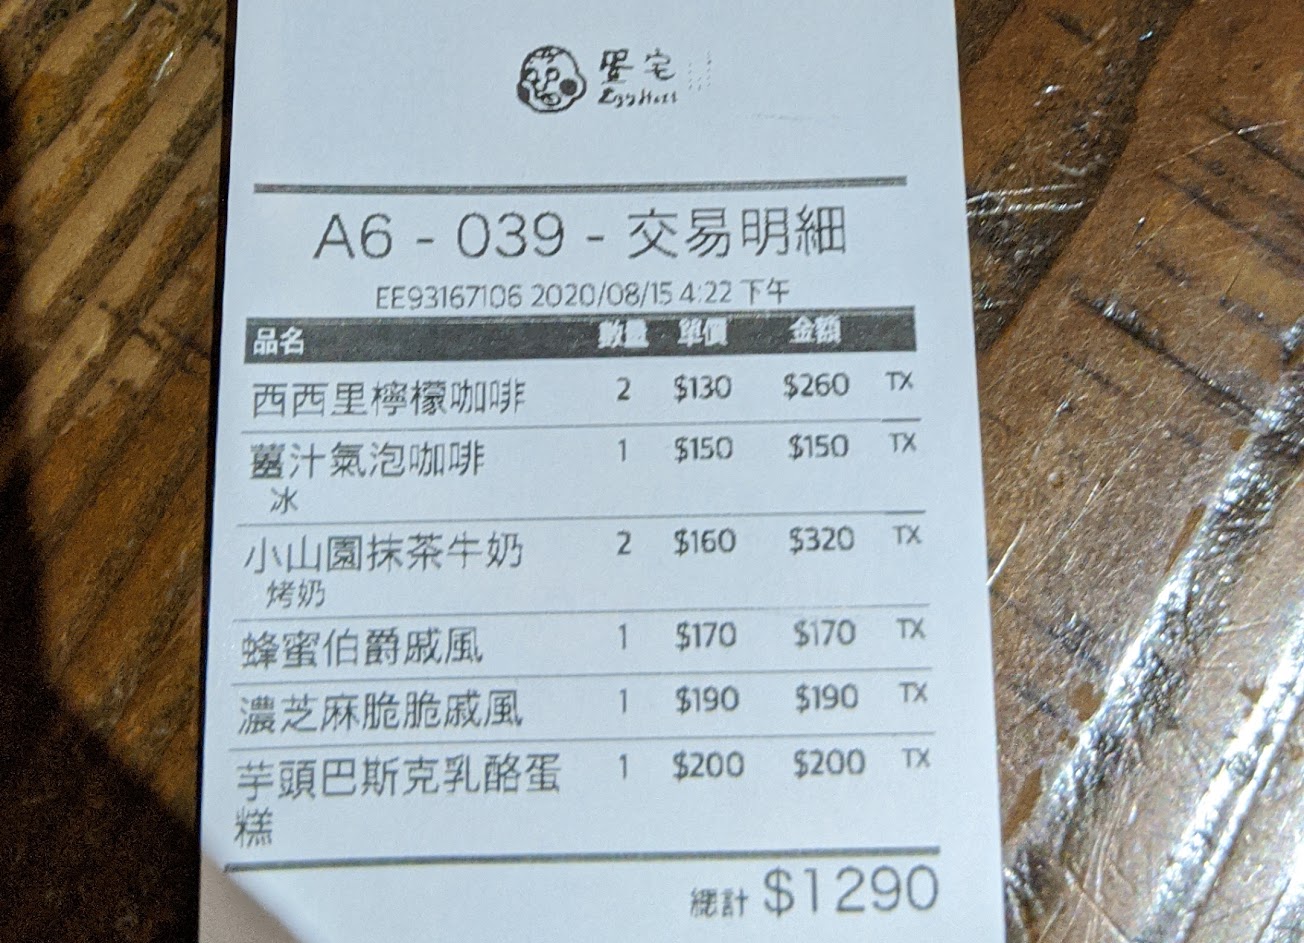 蛋宅
A6 - 039 - 交易明細
EE93167106 2020/08/15 4:22 下午
品名 數量 單價 金額
西西里檸檬咖啡 2 $130 $260 TX
薑汁氣泡咖啡 1 $150 $150 TX
冰
小山園抹茶牛奶 2 $160 $320 TX
烤奶
蜂蜜伯爵戚風 1 $170 $170 TX
濃芝麻脆脆戚風 1 $190 $190 TX
芋頭巴斯克乳酪蛋 1 $200 $200 TX
糕
總計 $1290